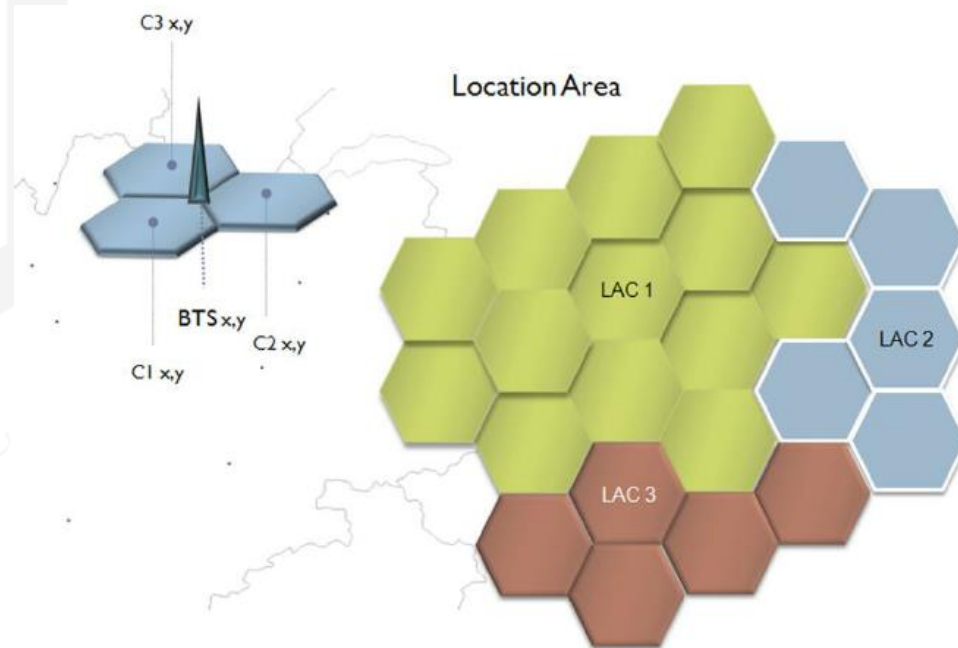 C3 x,y
Location Area
LAC 1
BTS x,y
C2 x,y
LAC 2
C1 x,y
LAC 3